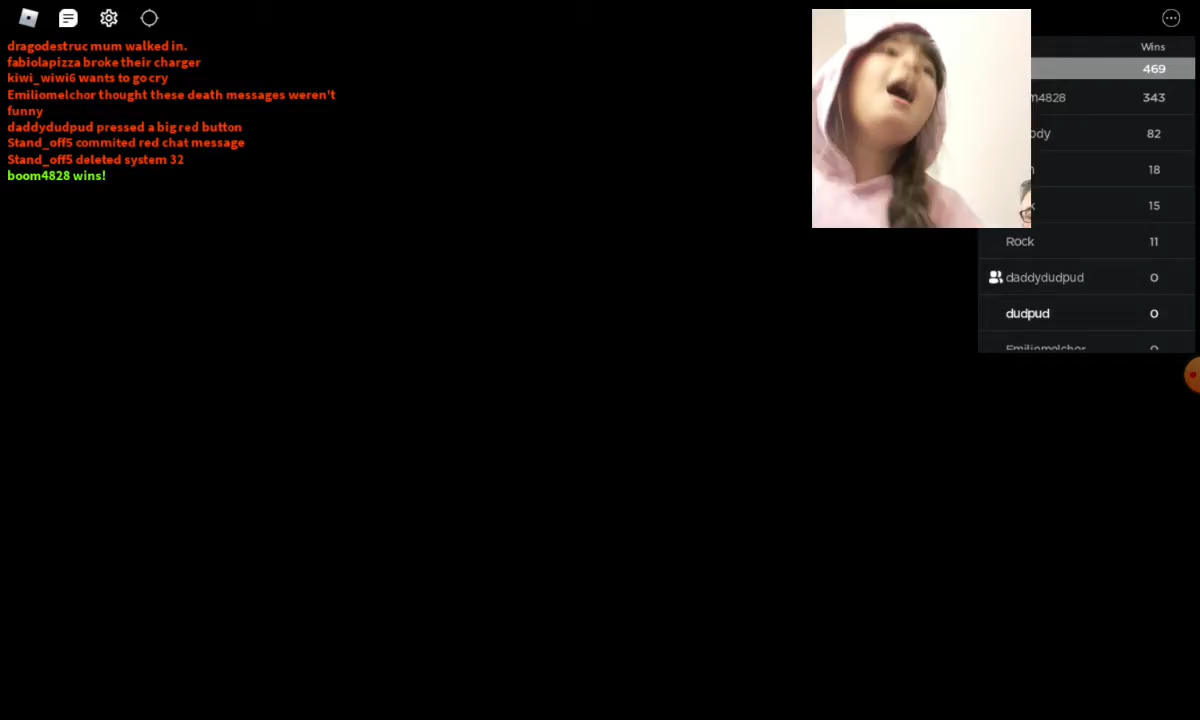 dragodestruc mum walked in.
fabiolapizza broke their charger
kiwi_wiwi6 wants to go cry
Emiliomelchor thought these death messages weren't
funny
daddydudpud pressed a big red button
Stand_off5 commited red chat message
Stand_off5 deleted system 32
boom4828 wins!
Wins
469
m4828 343
ody 82
18
15
Rock 11
daddydudpud 0
dudpud 0
Emiliomelchor 0